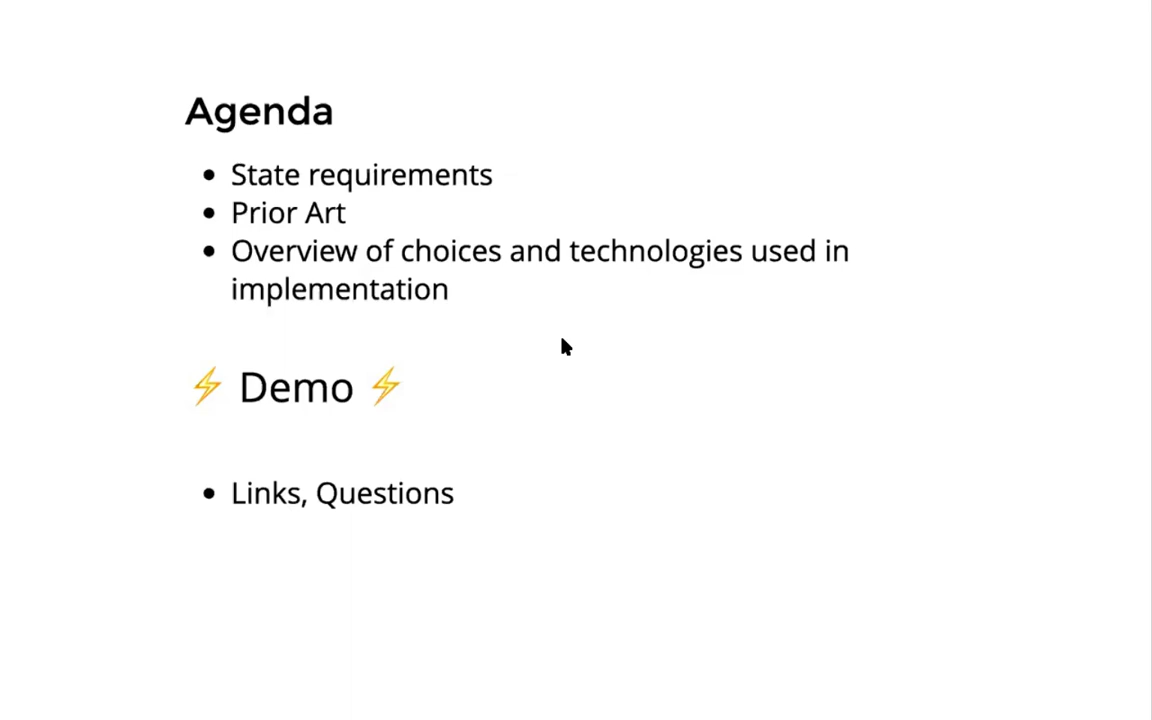 Agenda
• State requirements
• Prior Art
• Overview of choices and technologies used in
implementation
⚡ Demo ⚡
• Links, Questions